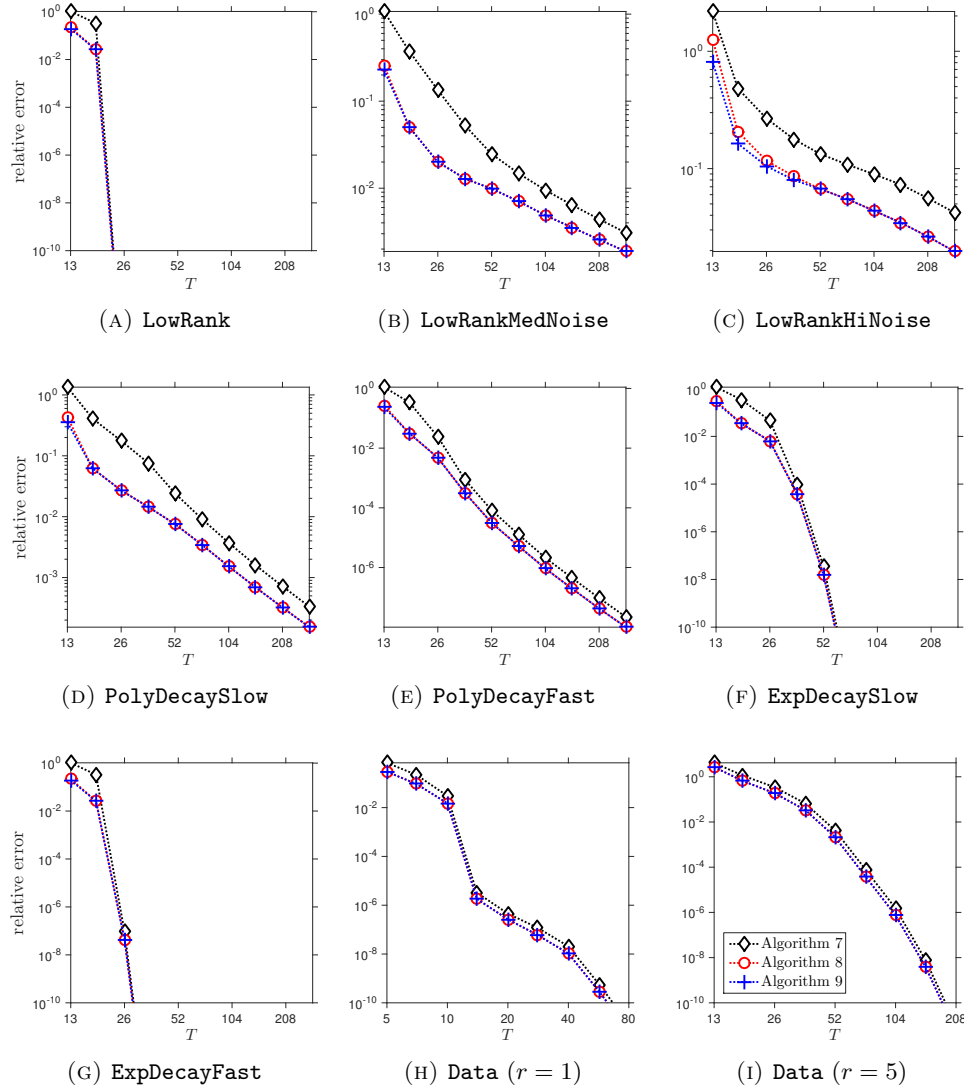 10^0
10^-2
10^-4
10^-6
10^-8
10^-10
relative error
13 26 52 104 208
T
(A) LowRank
10^0
10^-1
10^-2
13 26 52 104 208
T
(B) LowRankMedNoise
10^0
10^-1
13 26 52 104 208
T
(C) LowRankHiNoise
10^0
10^-1
10^-2
10^-3
relative error
13 26 52 104 208
T
(D) PolyDecaySlow
10^0
10^-2
10^-4
10^-6
13 26 52 104 208
T
(E) PolyDecayFast
10^0
10^-2
10^-4
10^-6
10^-8
10^-10
13 26 52 104 208
T
(F) ExpDecaySlow
10^0
10^-2
10^-4
10^-6
10^-8
10^-10
relative error
13 26 52 104 208
T
(G) ExpDecayFast
10^-2
10^-4
10^-6
10^-8
10^-10
5 10 20 40 80
T
(H) Data (r = 1)
10^0
10^-2
10^-4
10^-6
10^-8
10^-10
Algorithm 7
Algorithm 8
Algorithm 9
13 26 52 104 208
T
(I) Data (r = 5)